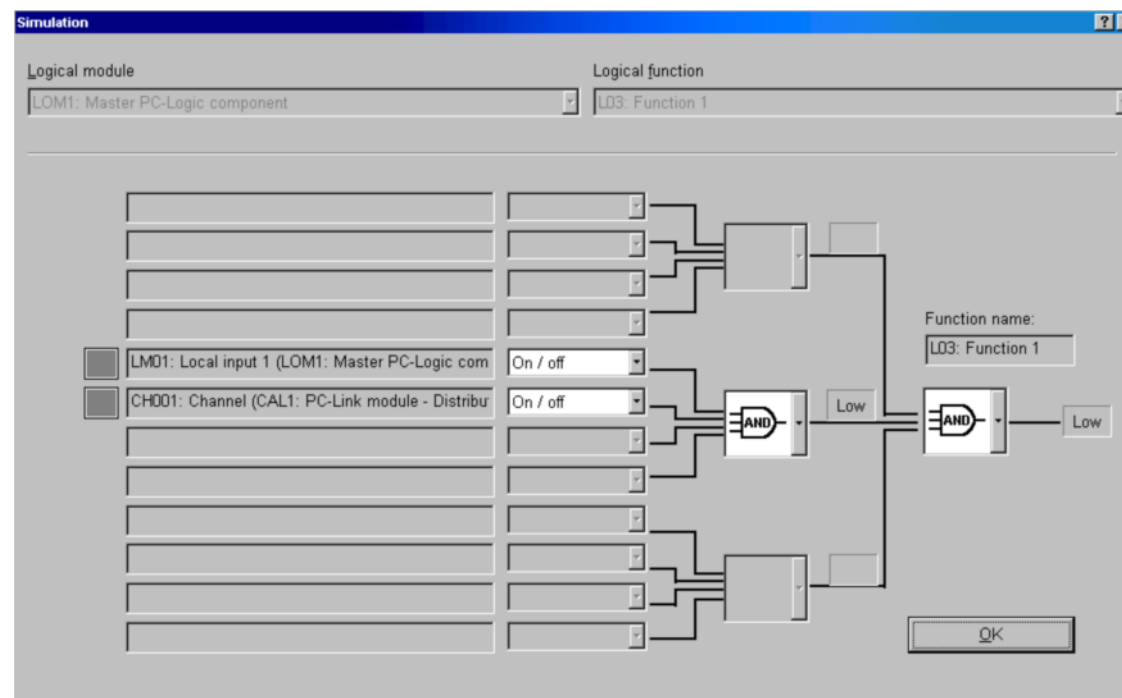 Simulation
?
Logical module
Logical function
LOM1: Master PC-Logic component
L03: Function 1
LM01: Local input 1 (LOM1: Master PC-Logic com
On / off
CH001: Channel (CAL1: PC-Link module - Distribu
On / off
AND
Low
Function name:
L03: Function 1
AND
Low
OK